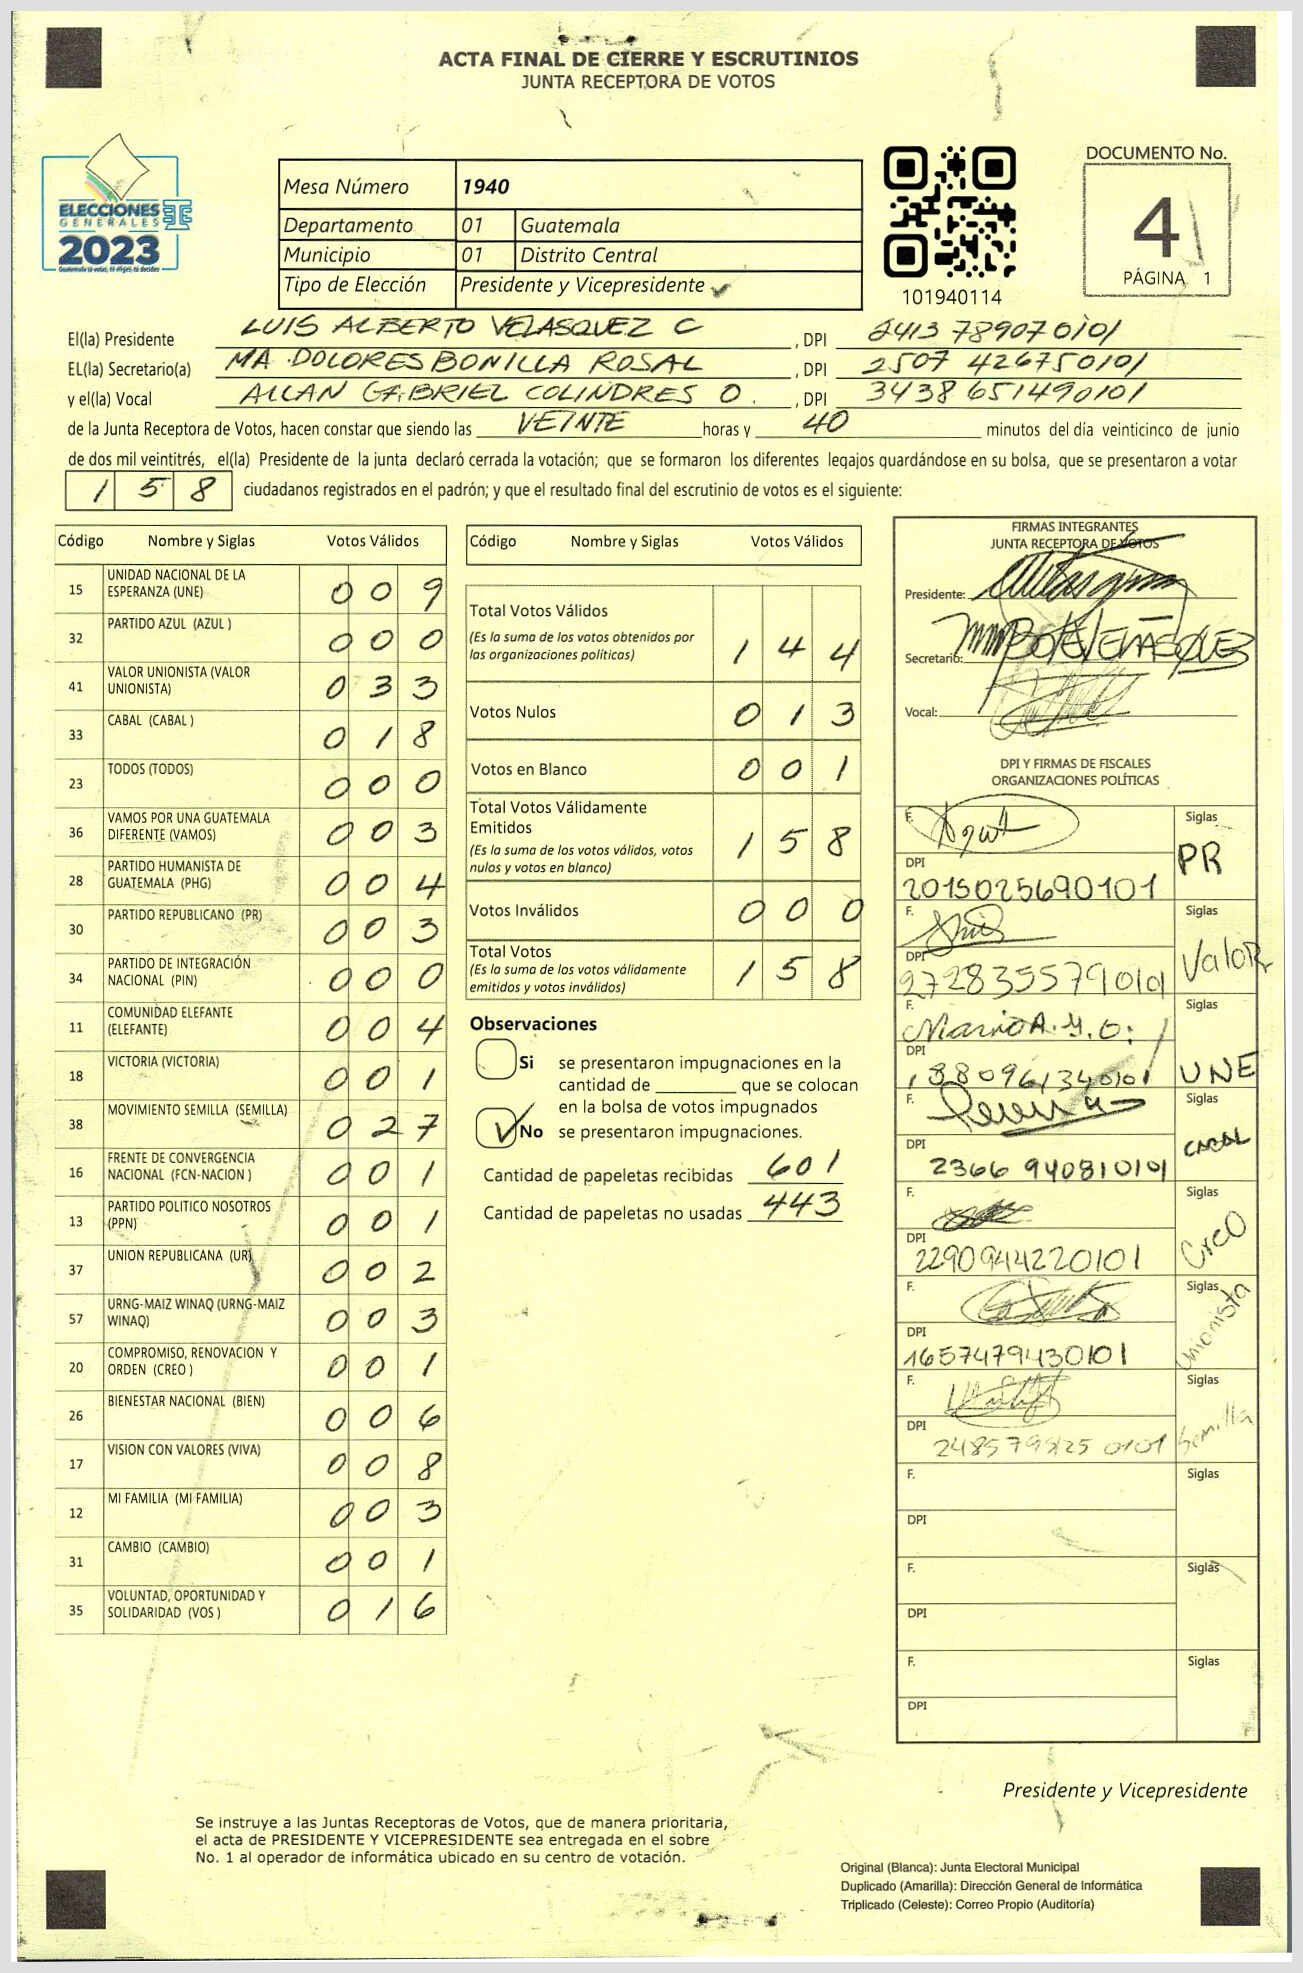 ACTA FINAL DE CIERRE Y ESCRUTINIOS
JUNTA RECEPTORA DE VOTOS
ELECCIONES
GENERALES
2023
Guatemala tú votas, tú eliges, tú decides
Mesa Número 1940
Departamento 01 Guatemala
Municipio 01 Distrito Central
Tipo de Elección Presidente y Vicepresidente
101940114
DOCUMENTO No.
4
PÁGINA 1
El(la) Presidente LUIS ALBERTO VELASQUEZ C , DPI 2413 789070101
EL(la) Secretario(a) MA DOLORES BONILLA ROSAL , DPI 2507 426750101
y el(la) Vocal ALLAN GABRIEL COLINDRES O. , DPI 3438 651490101
de la Junta Receptora de Votos, hacen constar que siendo las VEINTE horas y 40 minutos del día veinticinco de junio
de dos mil veintitrés, el(la) Presidente de la junta declaró cerrada la votación; que se formaron los diferentes legajos quardándose en su bolsa, que se presentaron a votar
1 5 8 ciudadanos registrados en el padrón; y que el resultado final del escrutinio de votos es el siguiente:
Código Nombre y Siglas Votos Válidos
15 UNIDAD NACIONAL DE LA ESPERANZA (UNE) 0 0 9
32 PARTIDO AZUL (AZUL ) 0 0 0
41 VALOR UNIONISTA (VALOR UNIONISTA) 0 3 3
33 CABAL (CABAL ) 0 1 8
23 TODOS (TODOS) 0 0 0
36 VAMOS POR UNA GUATEMALA DIFERENTE (VAMOS) 0 0 3
28 PARTIDO HUMANISTA DE GUATEMALA (PHG) 0 0 4
30 PARTIDO REPUBLICANO (PR) 0 0 3
34 PARTIDO DE INTEGRACIÓN NACIONAL (PIN) 0 0 0
11 COMUNIDAD ELEFANTE (ELEFANTE) 0 0 4
18 VICTORIA (VICTORIA) 0 0 1
38 MOVIMIENTO SEMILLA (SEMILLA) 0 2 7
16 FRENTE DE CONVERGENCIA NACIONAL (FCN-NACION ) 0 0 1
13 PARTIDO POLITICO NOSOTROS (PPN) 0 0 1
37 UNION REPUBLICANA (UR) 0 0 2
57 URNG-MAIZ WINAQ (URNG-MAIZ WINAQ) 0 0 3
20 COMPROMISO, RENOVACION Y ORDEN (CREO ) 0 0 1
26 BIENESTAR NACIONAL (BIEN) 0 0 6
17 VISION CON VALORES (VIVA) 0 0 8
12 MI FAMILIA (MI FAMILIA) 0 0 3
31 CAMBIO (CAMBIO) 0 0 1
35 VOLUNTAD, OPORTUNIDAD Y SOLIDARIDAD (VOS ) 0 1 6
Código Nombre y Siglas Votos Válidos
Total Votos Válidos
(Es la suma de los votos obtenidos por
las organizaciones políticas) 1 4 4
Votos Nulos 0 1 3
Votos en Blanco 0 0 1
Total Votos Válidamente
Emitidos
(Es la suma de los votos válidos, votos
nulos y votos en blanco) 1 5 8
Votos Inválidos 0 0 0
Total Votos
(Es la suma de los votos válidamente
emitidos y votos inválidos) 1 5 8
Observaciones
Si se presentaron impugnaciones en la
cantidad de ________ que se colocan
en la bolsa de votos impugnados
No se presentaron impugnaciones.
Cantidad de papeletas recibidas 601
Cantidad de papeletas no usadas 443
FIRMAS INTEGRANTES
JUNTA RECEPTORA DE VOTOS
Presidente:
Secretario:
Vocal:
DPI Y FIRMAS DE FISCALES
ORGANIZACIONES POLÍTICAS
F. Siglas PR
DPI 2015025690101
F. Siglas Valor
DPI 2728355790101
F. Siglas UNE
DPI 1880961340101
F. Siglas CABAL
DPI 2366 940810101
F. Siglas Creo
DPI 2290944220101
F. Siglas Unionista
DPI 1657479430101
F. Siglas Semilla
DPI
F. Siglas
DPI
F. Siglas
DPI
F. Siglas
DPI
Presidente y Vicepresidente
Se instruye a las Juntas Receptoras de Votos, que de manera prioritaria,
el acta de PRESIDENTE Y VICEPRESIDENTE sea entregada en el sobre
No. 1 al operador de informática ubicado en su centro de votación.
Original (Blanca): Junta Electoral Municipal
Duplicado (Amarilla): Dirección General de Informática
Triplicado (Celeste): Correo Propio (Auditoría)